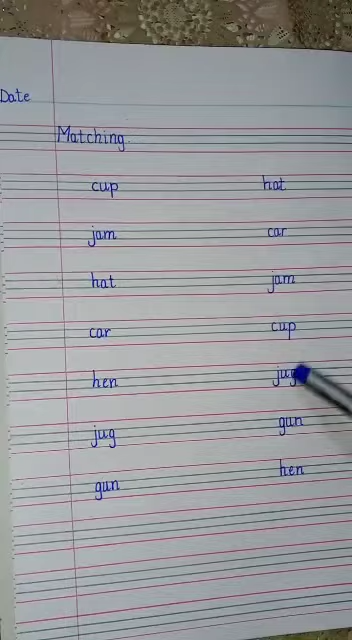 Date
Matching.
cup hat
jam car
hat jam
car cup
hen jug
jug gun
gun hen